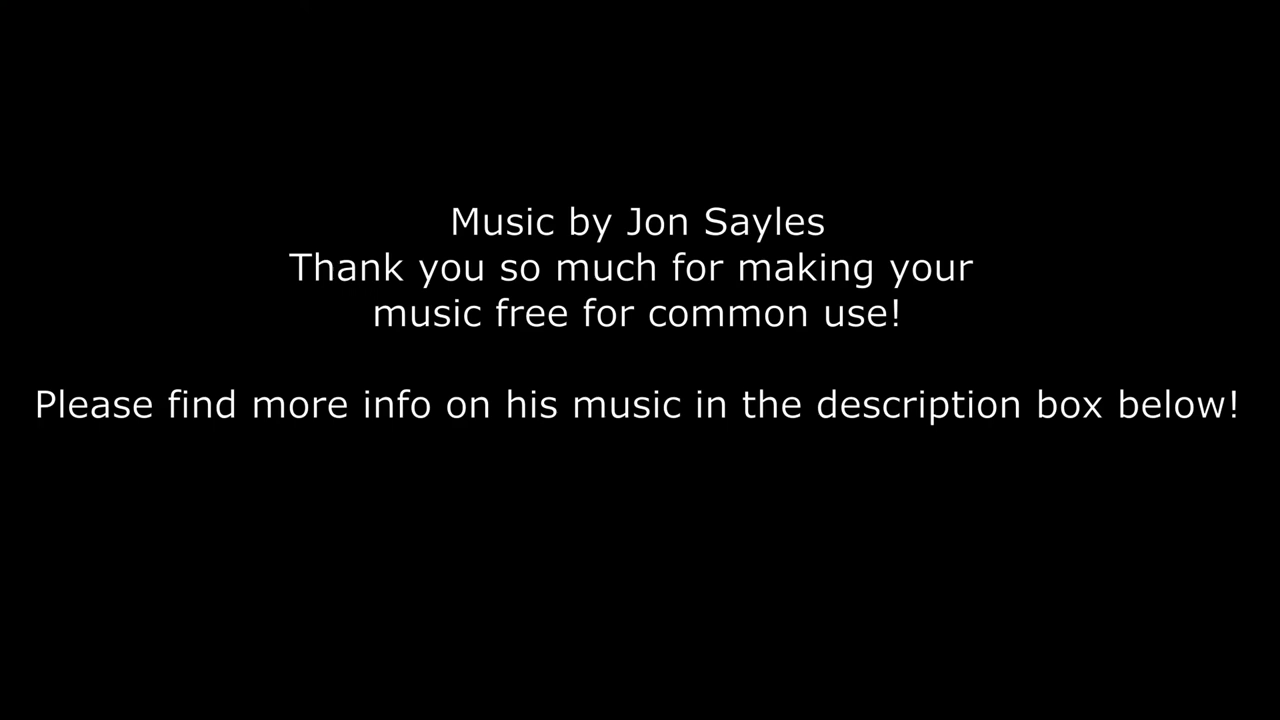 Music by Jon Sayles
Thank you so much for making your
music free for common use!
Please find more info on his music in the description box below!